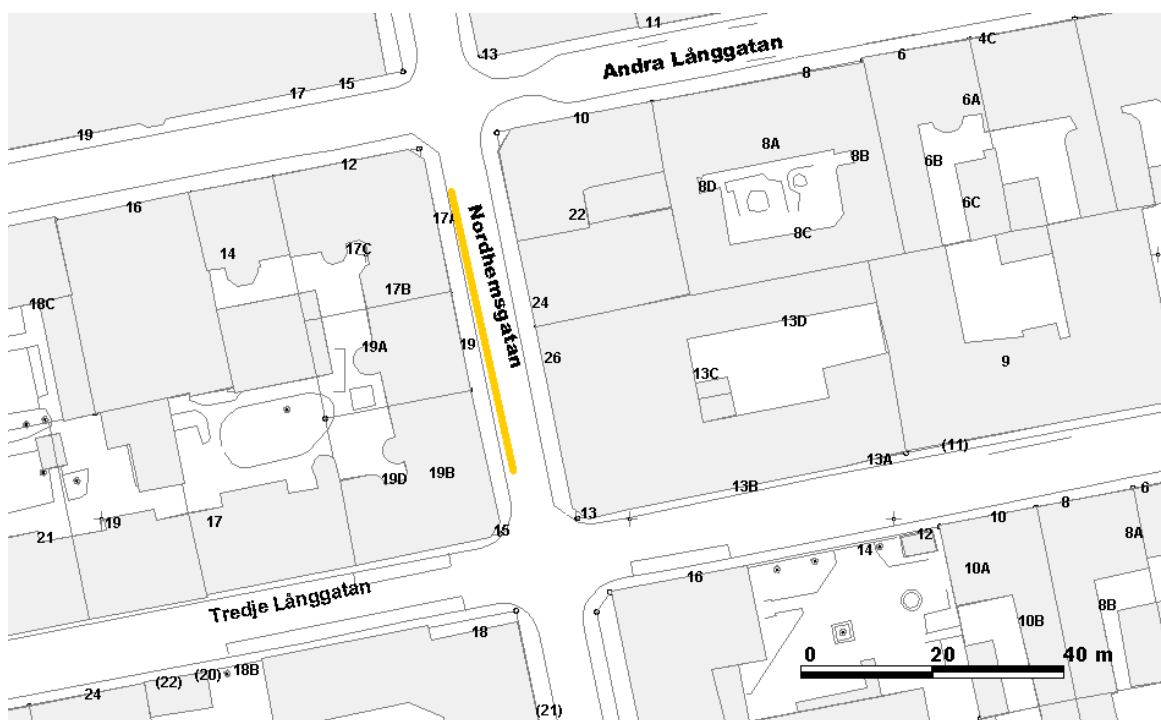 11
13
4C
6
Andra Långgatan
8
15
17
6A
10
19
8A
8B
6B
12
8D
6C
16
22
17A
8C
Nordhemsgatan
14
17C
17B
18C
24
13D
19
19A
26
9
13C
(11)
13A
19B
19D
13B
6
13
8
19
17
10
15
12
8A
21
14
10A
16
Tredje Långgatan
8B
10B
18
0 20 40 m
18B
(20)
(22)
24
(21)